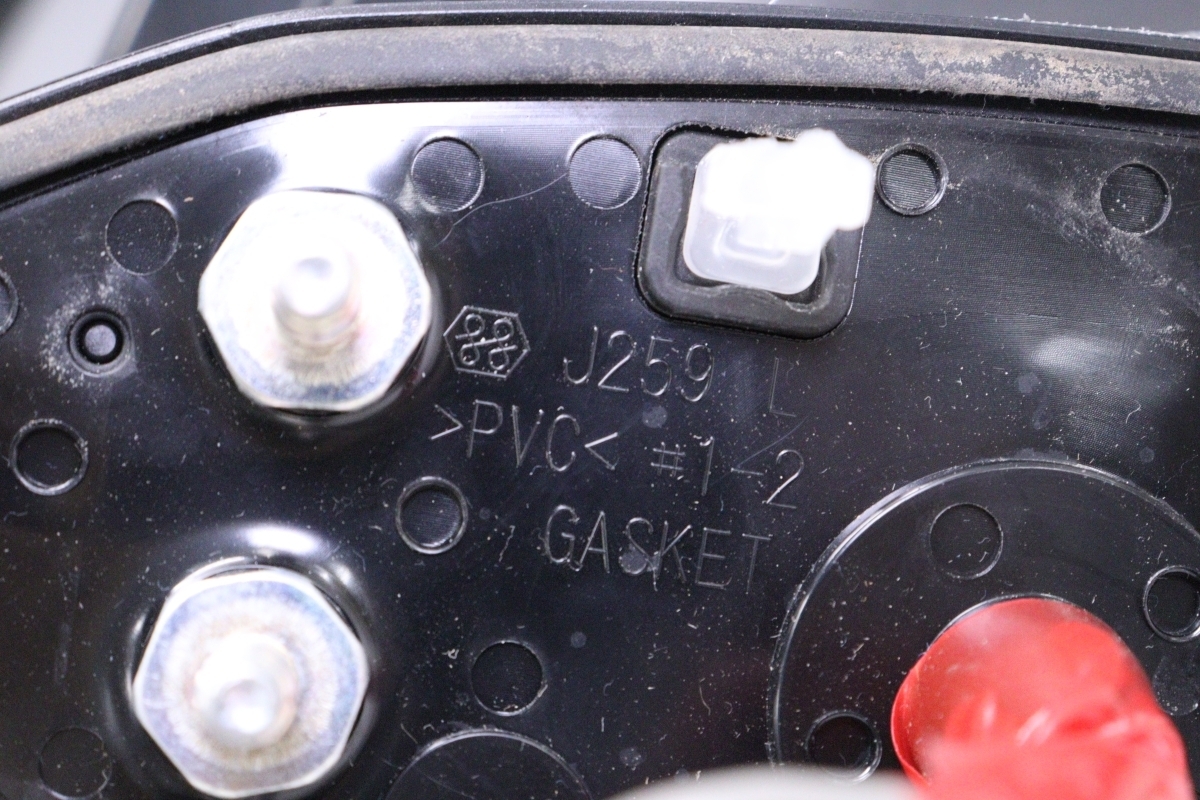 J259 L
>PVC< #1-2
GASKET